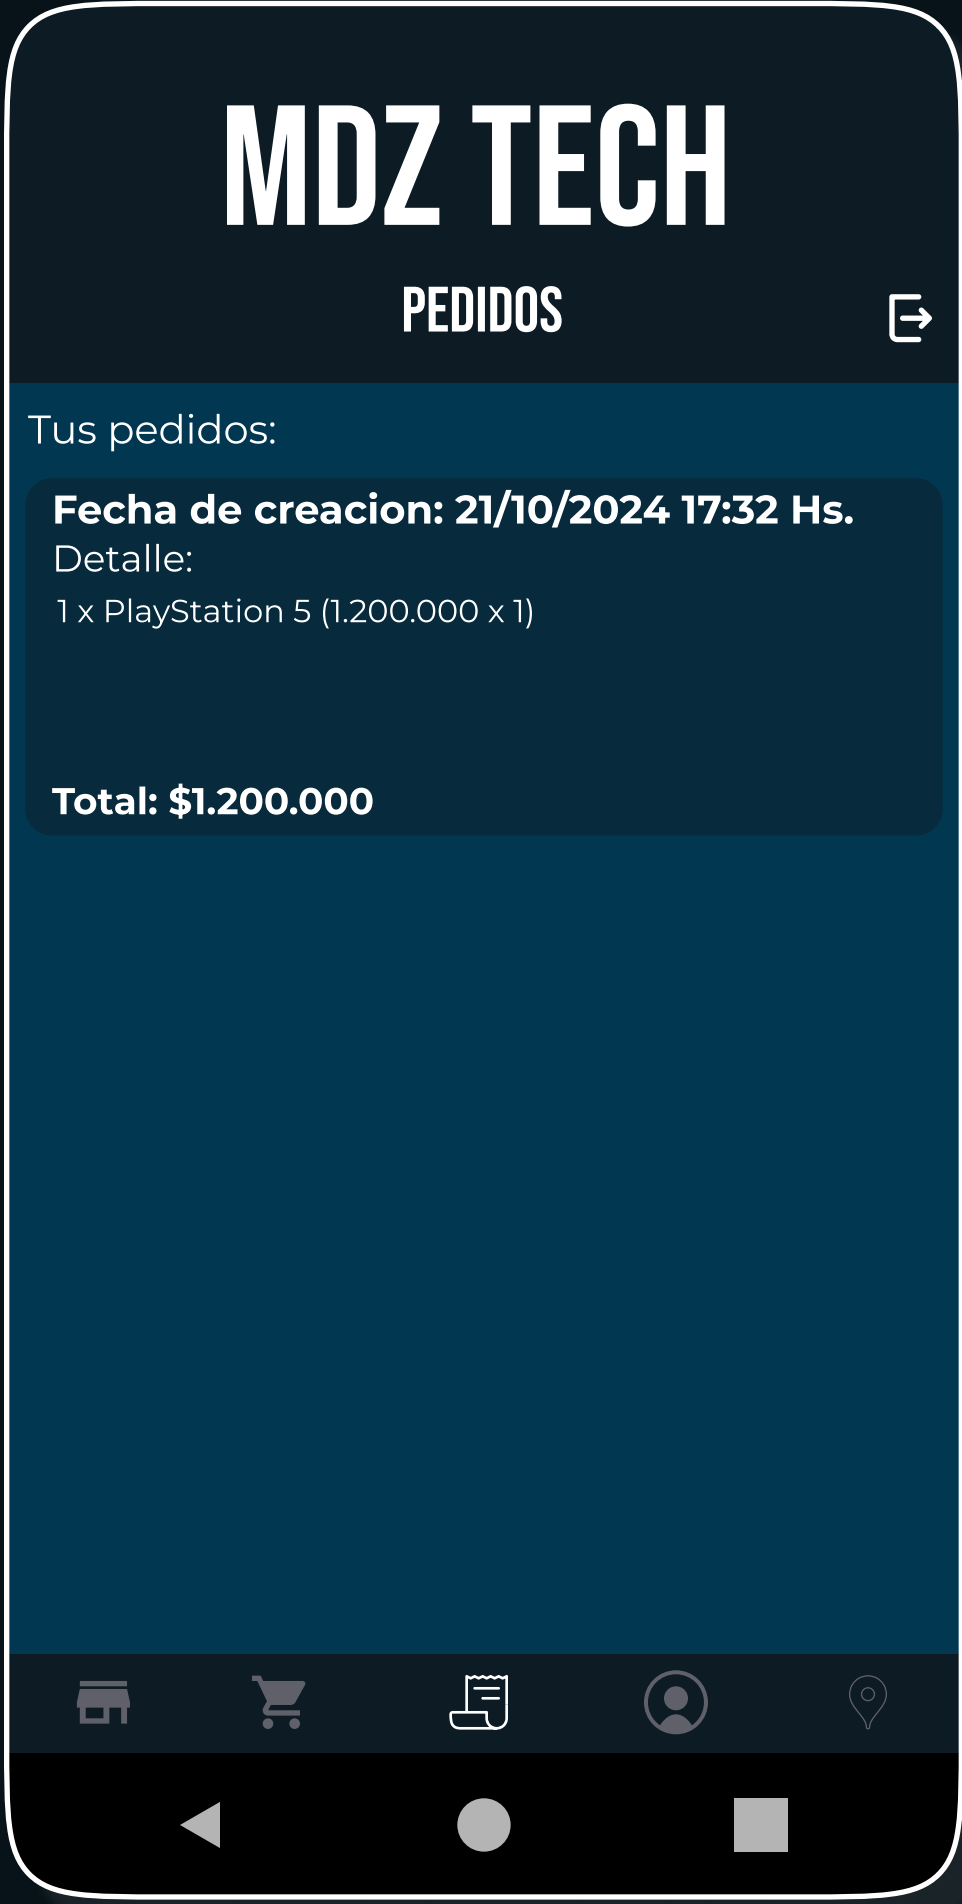 MDZ TECH
PEDIDOS
Tus pedidos:
Fecha de creacion: 21/10/2024 17:32 Hs.
Detalle:
1 x PlayStation 5 (1.200.000 x 1)
Total: $1.200.000